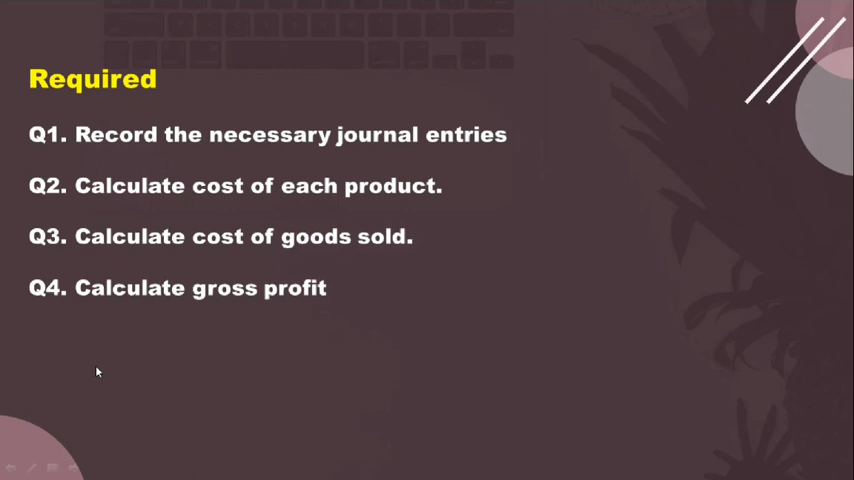 Required
Q1. Record the necessary journal entries
Q2. Calculate cost of each product.
Q3. Calculate cost of goods sold.
Q4. Calculate gross profit